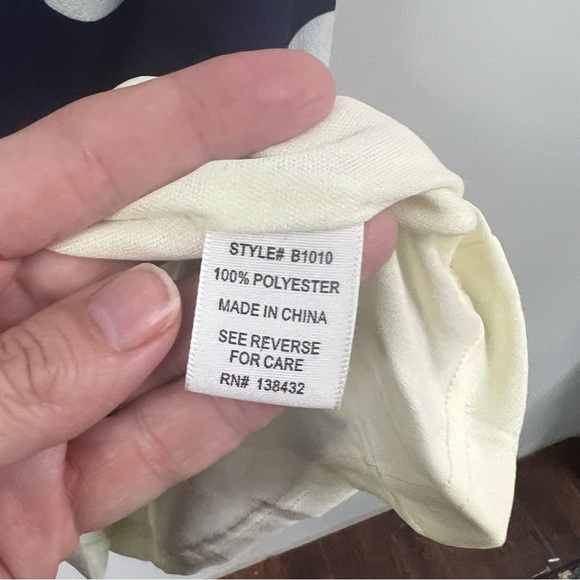 STYLE# B1010
100% POLYESTER
MADE IN CHINA
SEE REVERSE
FOR CARE
RN# 138432